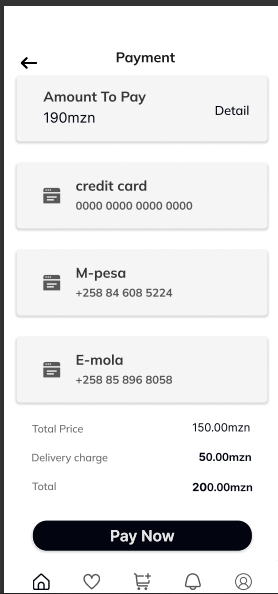 Payment
Amount To Pay
190mzn
Detail
credit card
0000 0000 0000 0000
M-pesa
+258 84 608 5224
E-mola
+258 85 896 8058
Total Price 150.00mzn
Delivery charge 50.00mzn
Total 200.00mzn
Pay Now